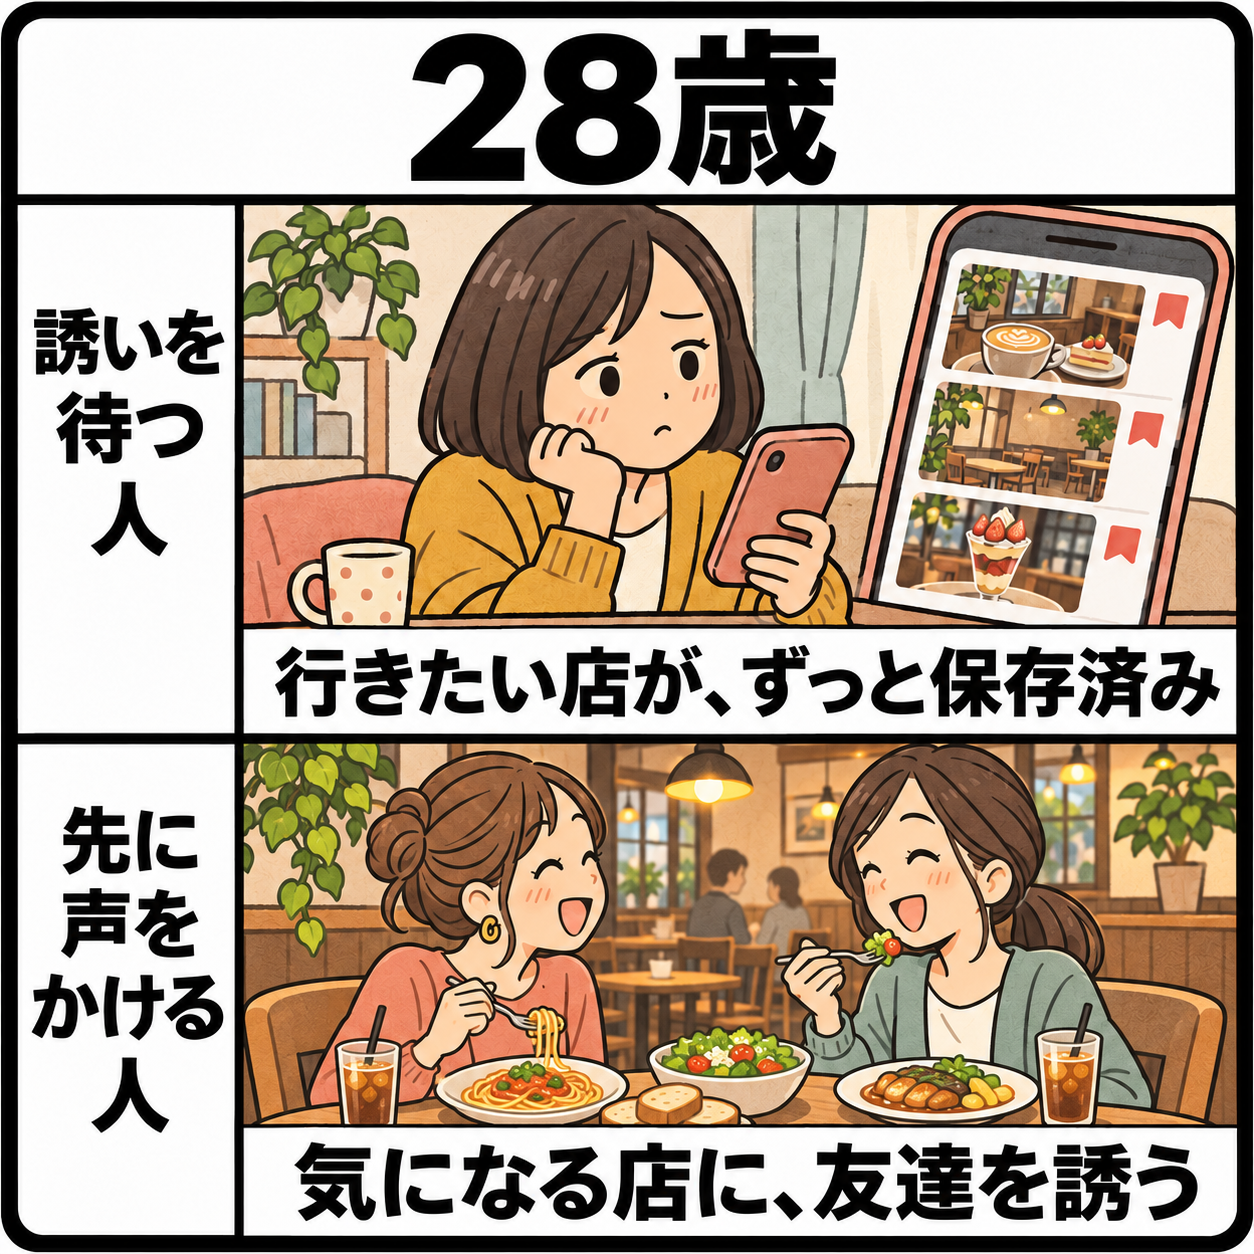 28歳
誘いを
待つ
人
行きたい店が、ずっと保存済み
先に
声を
かける
人
気になる店に、友達を誘う